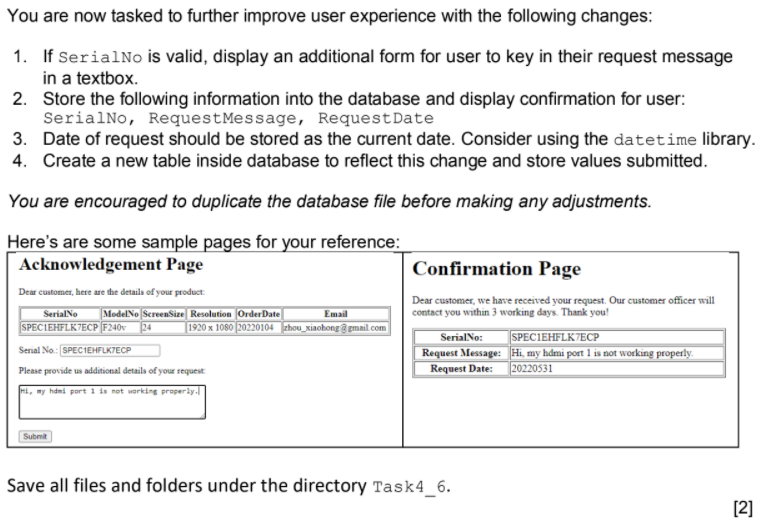 You are now tasked to further improve user experience with the following changes:
1. If SerialNo is valid, display an additional form for user to key in their request message
in a textbox.
2. Store the following information into the database and display confirmation for user:
SerialNo, RequestMessage, RequestDate
3. Date of request should be stored as the current date. Consider using the datetime library.
4. Create a new table inside database to reflect this change and store values submitted.
You are encouraged to duplicate the database file before making any adjustments.
Here's are some sample pages for your reference:
Acknowledgement Page
Dear customer, here are the details of your product:
SerialNo ModelNo ScreenSize Resolution OrderDate Email
SPEC1EHFLK7ECP F240v 24 1920 x 1080 20220104 zhou_xiaohong@gmail.com
Serial No.: SPEC1EHFLK7ECP
Please provide us additional details of your request:
Hi, my hdmi port 1 is not working properly.
Submit
Confirmation Page
Dear customer, we have received your request. Our customer officer will
contact you within 3 working days. Thank you!
SerialNo: SPEC1EHFLK7ECP
Request Message: Hi, my hdmi port 1 is not working properly.
Request Date: 20220531
Save all files and folders under the directory Task4_6.
[2]